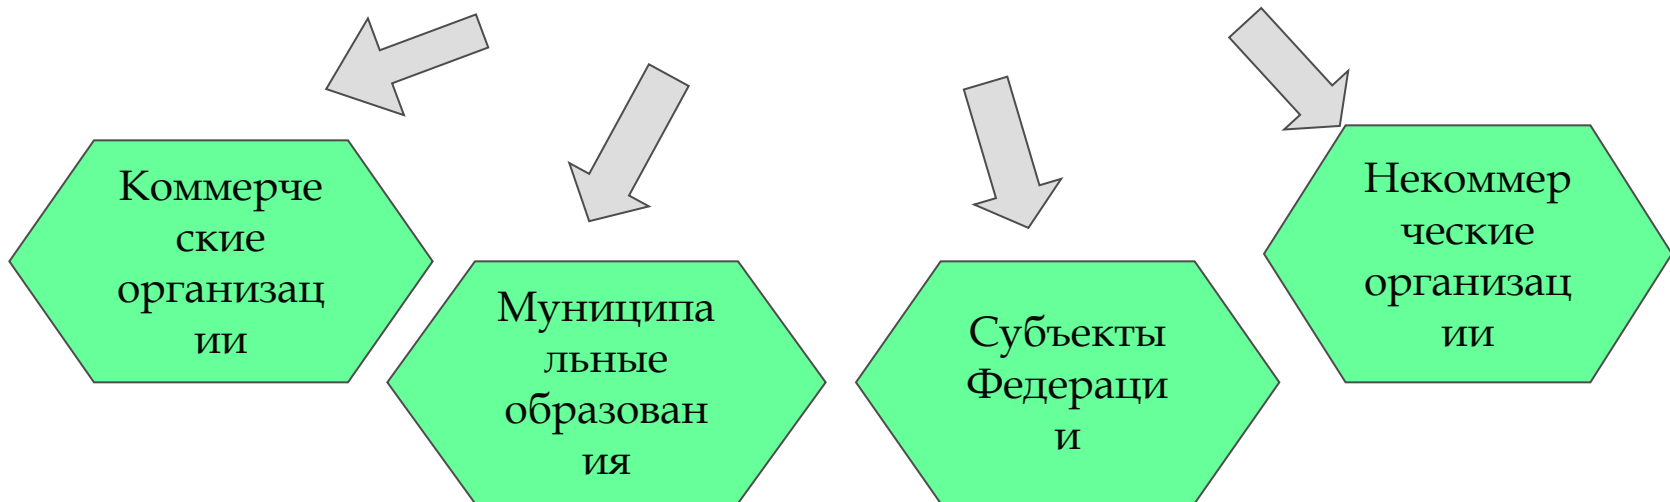 Коммерче
ские
организац
ии
Муниципа
льные
образован
ия
Субъекты
Федераци
и
Некоммер
ческие
организац
ии